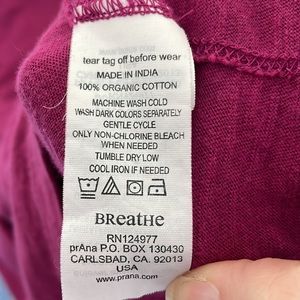 tear tag off before wear
MADE IN INDIA
100% ORGANIC COTTON
MACHINE WASH COLD
WASH DARK COLORS SEPARATELY
GENTLE CYCLE
ONLY NON-CHLORINE BLEACH
WHEN NEEDED
TUMBLE DRY LOW
COOL IRON IF NEEDED
BReatHe
RN124977
prAna P.O. BOX 130430
CARLSBAD, CA. 92013
USA
www.prana.com